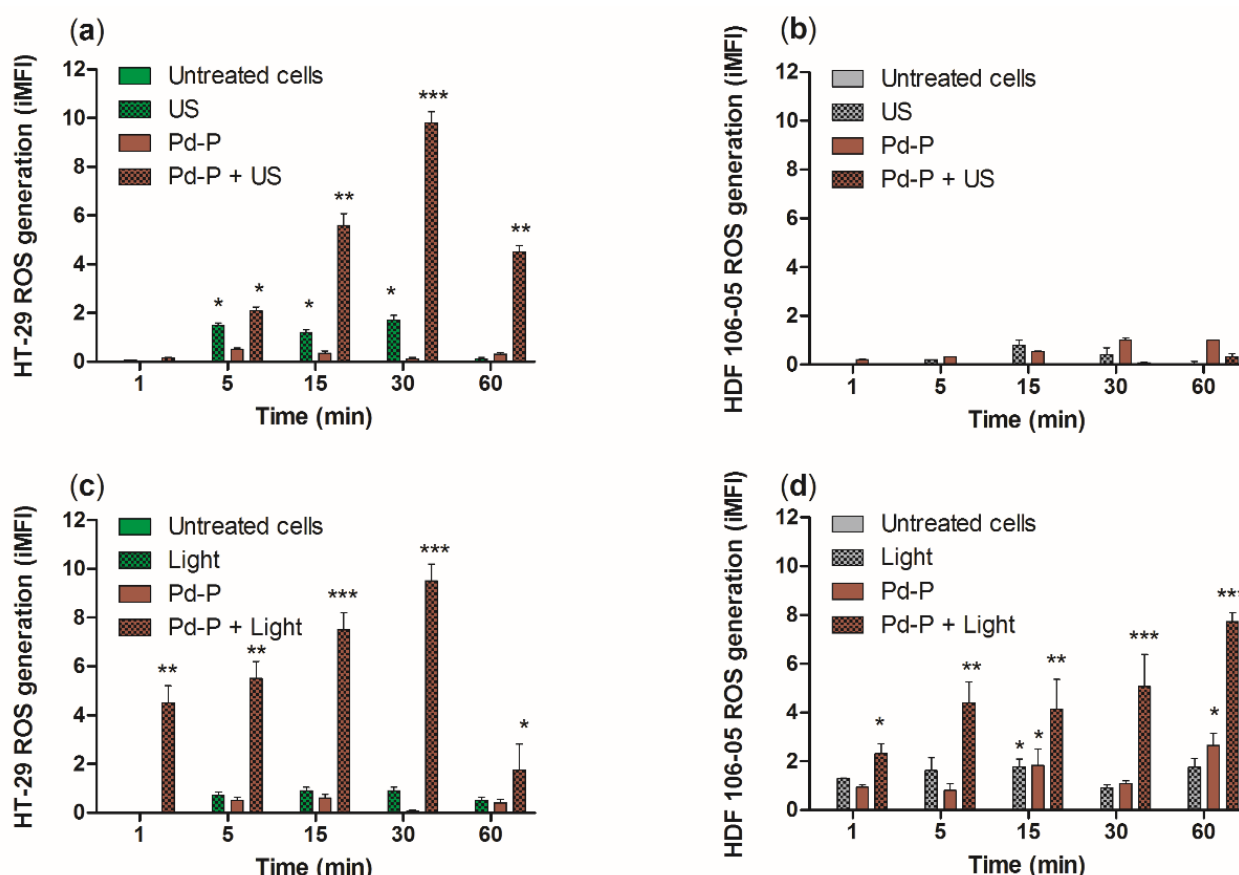 (a)
HT-29 ROS generation (iMFI)
12
10
8
6
4
2
0
Untreated cells
US
Pd-P
Pd-P + US
*
*
*
**
*
***
**
1 5 15 30 60
Time (min)
(b)
HDF 106-05 ROS generation (iMFI)
12
10
8
6
4
2
0
Untreated cells
US
Pd-P
Pd-P + US
1 5 15 30 60
Time (min)
(c)
HT-29 ROS generation (iMFI)
12
10
8
6
4
2
0
Untreated cells
Light
Pd-P
Pd-P + Light
**
**
***
***
*
1 5 15 30 60
Time (min)
(d)
HDF 106-05 ROS generation (iMFI)
12
10
8
6
4
2
0
Untreated cells
Light
Pd-P
Pd-P + Light
*
**
*
*
**
***
*
***
1 5 15 30 60
Time (min)